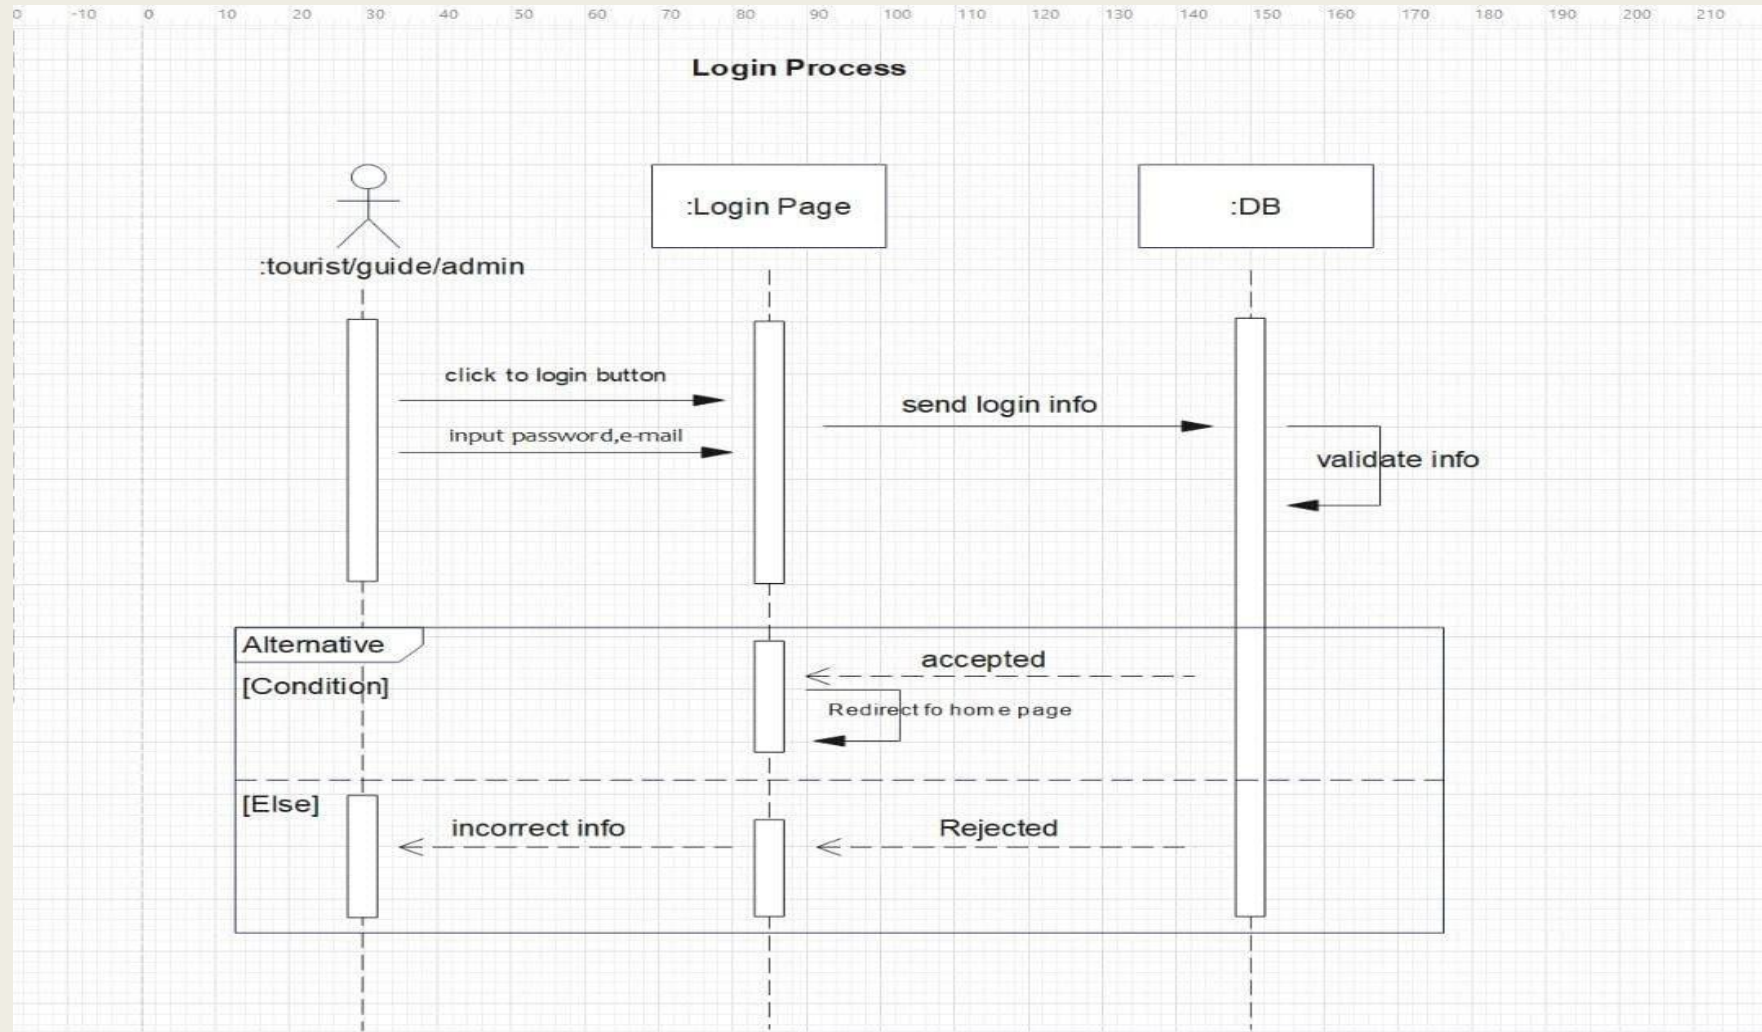 0 -10 0 10 20 30 40 50 60 70 80 90 100 110 120 130 140 150 160 170 180 190 200 210
Login Process
:Login Page
:DB
:tourist/guide/admin
click to login button
send login info
input password,e-mail
validate info
Alternative
accepted
[Condition]
Redirect fo home page
[Else]
incorrect info
Rejected